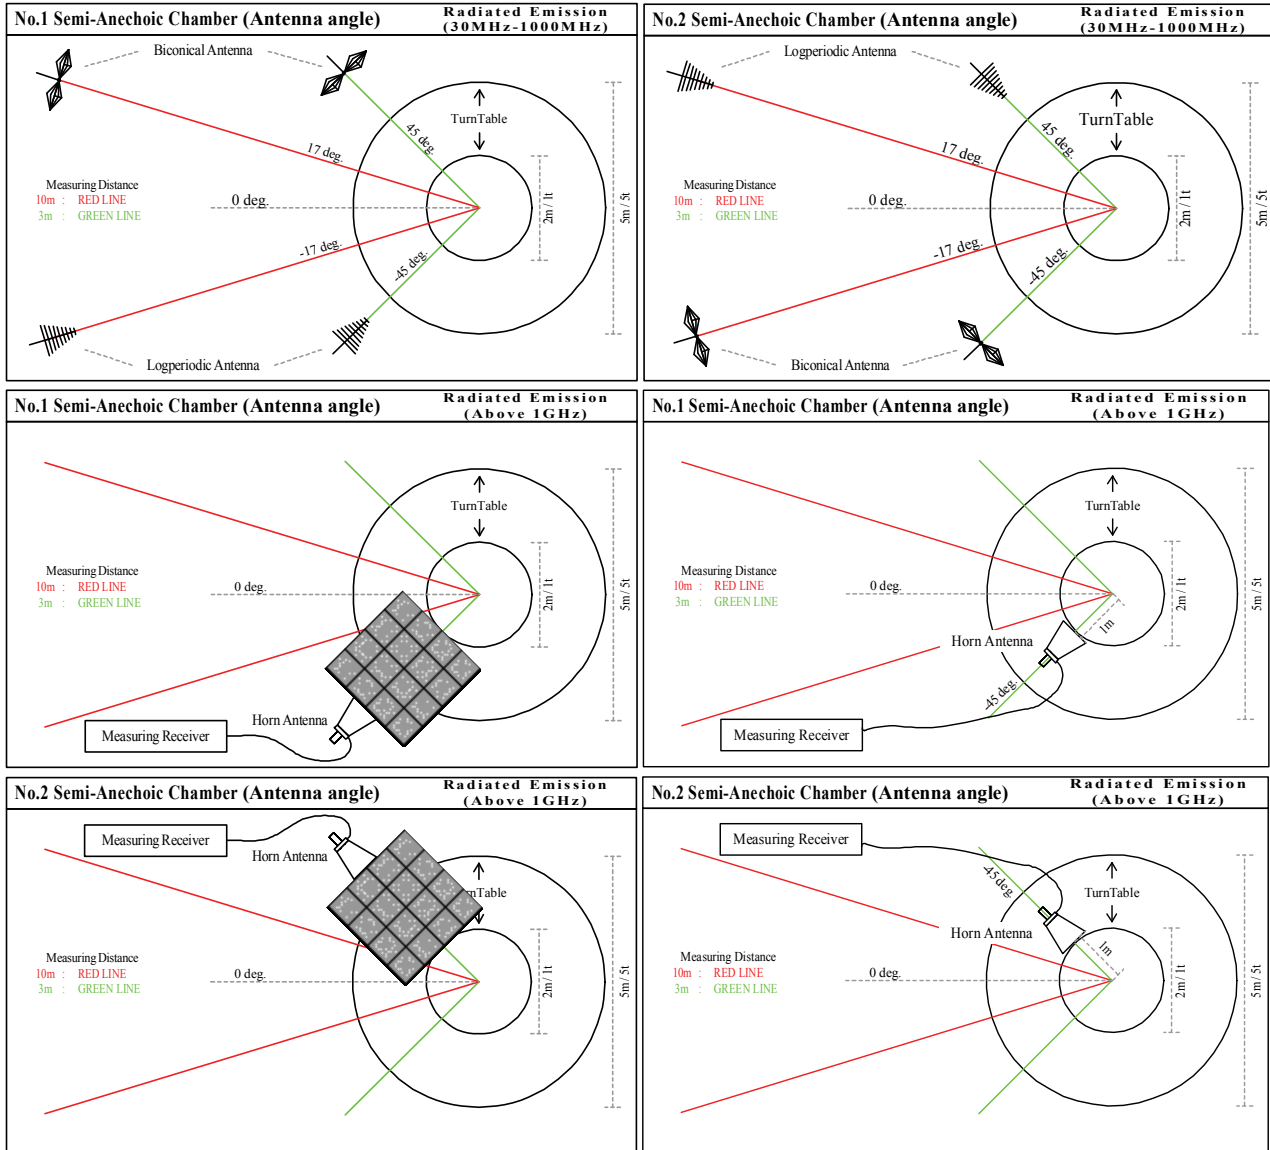 No.1 Semi-Anechoic Chamber (Antenna angle)
Radiated Emission
(30MHz-1000MHz)
Biconical Antenna
TurnTable
45 deg.
17 deg.
Measuring Distance
10m : RED LINE
3m : GREEN LINE
0 deg.
2m / 1t
5m / 5t
-17 deg.
-45 deg.
Logperiodic Antenna
No.2 Semi-Anechoic Chamber (Antenna angle)
Radiated Emission
(30MHz-1000MHz)
Logperiodic Antenna
TurnTable
45 deg.
17 deg.
Measuring Distance
10m : RED LINE
3m : GREEN LINE
0 deg.
2m / 1t
5m / 5t
-17 deg.
-45 deg.
Biconical Antenna
No.1 Semi-Anechoic Chamber (Antenna angle)
Radiated Emission
(Above 1GHz)
TurnTable
Measuring Distance
10m : RED LINE
3m : GREEN LINE
0 deg.
2m / 1t
5m / 5t
Horn Antenna
Measuring Receiver
No.1 Semi-Anechoic Chamber (Antenna angle)
Radiated Emission
(Above 1GHz)
TurnTable
Measuring Distance
10m : RED LINE
3m : GREEN LINE
0 deg.
2m / 1t
5m / 5t
1m
Horn Antenna
-45 deg.
Measuring Receiver
No.2 Semi-Anechoic Chamber (Antenna angle)
Radiated Emission
(Above 1GHz)
Measuring Receiver
Horn Antenna
nTable
Measuring Distance
10m : RED LINE
3m : GREEN LINE
0 deg.
2m / 1t
5m / 5t
No.2 Semi-Anechoic Chamber (Antenna angle)
Radiated Emission
(Above 1GHz)
Measuring Receiver
-45 deg.
TurnTable
Horn Antenna
1m
Measuring Distance
10m : RED LINE
3m : GREEN LINE
0 deg.
2m / 1t
5m / 5t